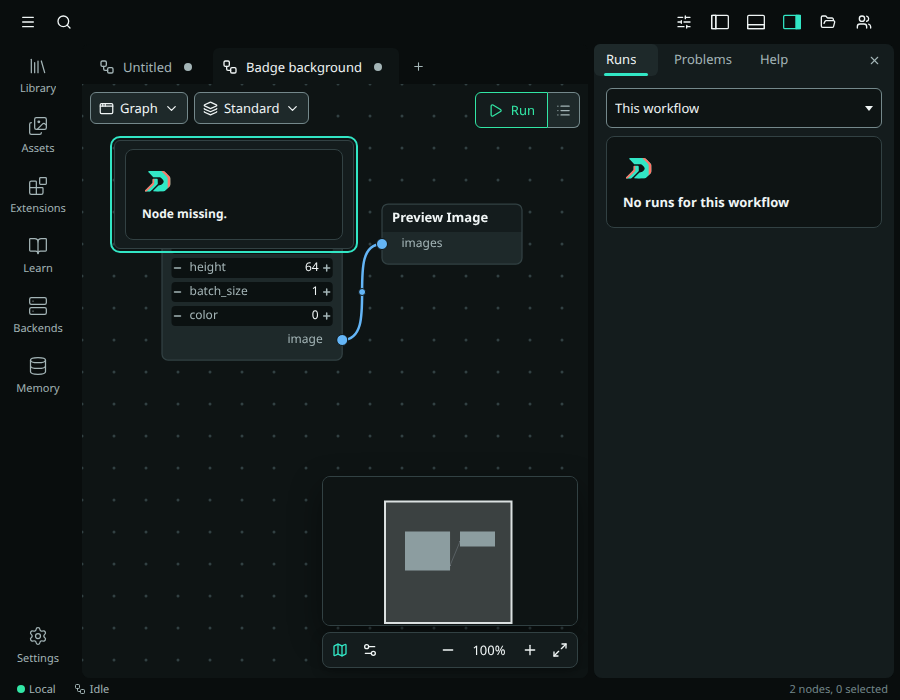 Untitled
Badge background
Runs
Problems
Help
Library
Assets
Extensions
Learn
Backends
Memory
Settings
Graph
Standard
Run
This workflow
No runs for this workflow
Node missing.
Preview Image
images
height 64
batch_size 1
color 0
image
100%
Local
Idle
2 nodes, 0 selected